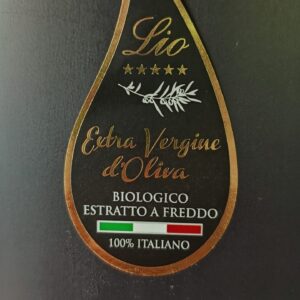 Lio
Extra Vergine
d'Oliva
BIOLOGICO
ESTRATTO A FREDDO
100% ITALIANO